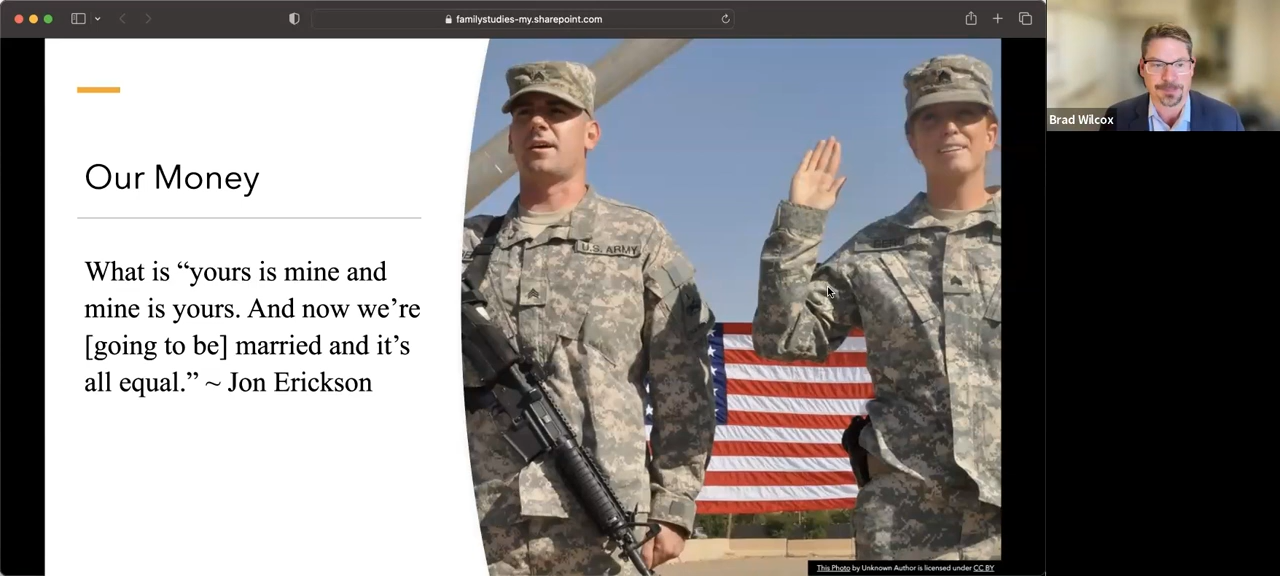 familystudies-my.sharepoint.com
Our Money
What is “yours is mine and
mine is yours. And now we’re
[going to be] married and it’s
all equal.” ~ Jon Erickson
U.S. ARMY
This Photo by Unknown Author is licensed under CC BY
Brad Wilcox